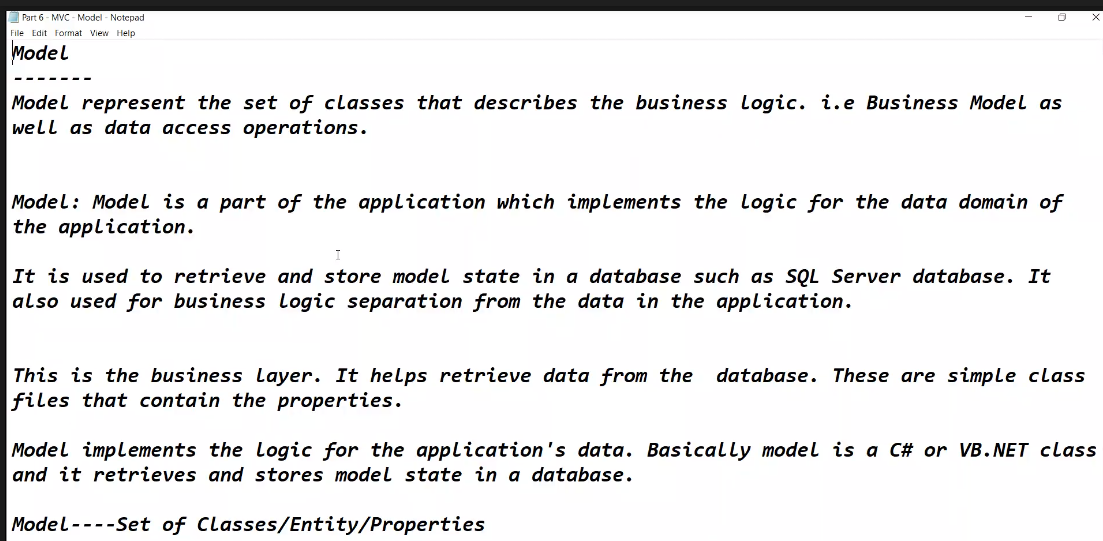 Part 6 - MVC - Model - Notepad
File Edit Format View Help
Model
-------
Model represent the set of classes that describes the business logic. i.e Business Model as
well as data access operations.
Model: Model is a part of the application which implements the logic for the data domain of
the application.
It is used to retrieve and store model state in a database such as SQL Server database. It
also used for business logic separation from the data in the application.
This is the business layer. It helps retrieve data from the  database. These are simple class
files that contain the properties.
Model implements the logic for the application's data. Basically model is a C# or VB.NET class
and it retrieves and stores model state in a database.
Model----Set of Classes/Entity/Properties